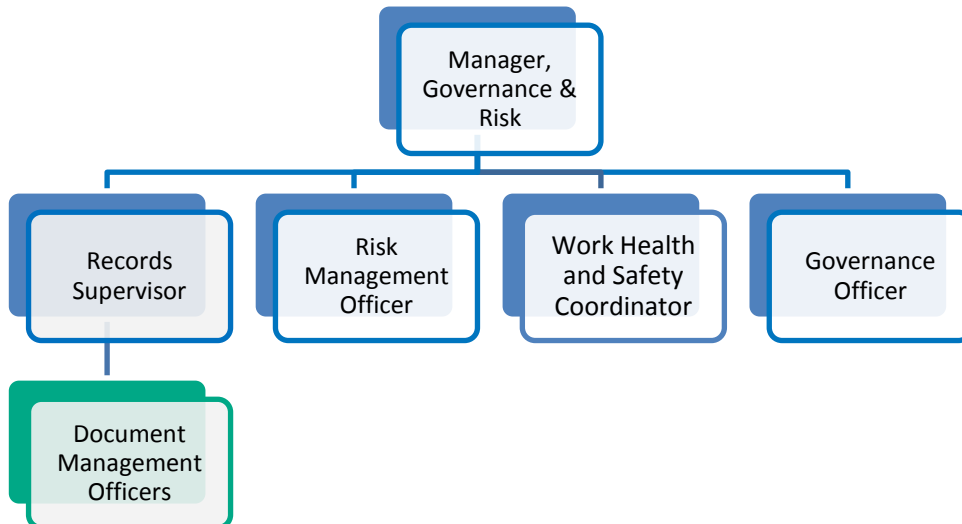 Manager,
Governance &
Risk
Records
Supervisor
Risk
Management
Officer
Work Health
and Safety
Coordinator
Governance
Officer
Document
Management
Officers